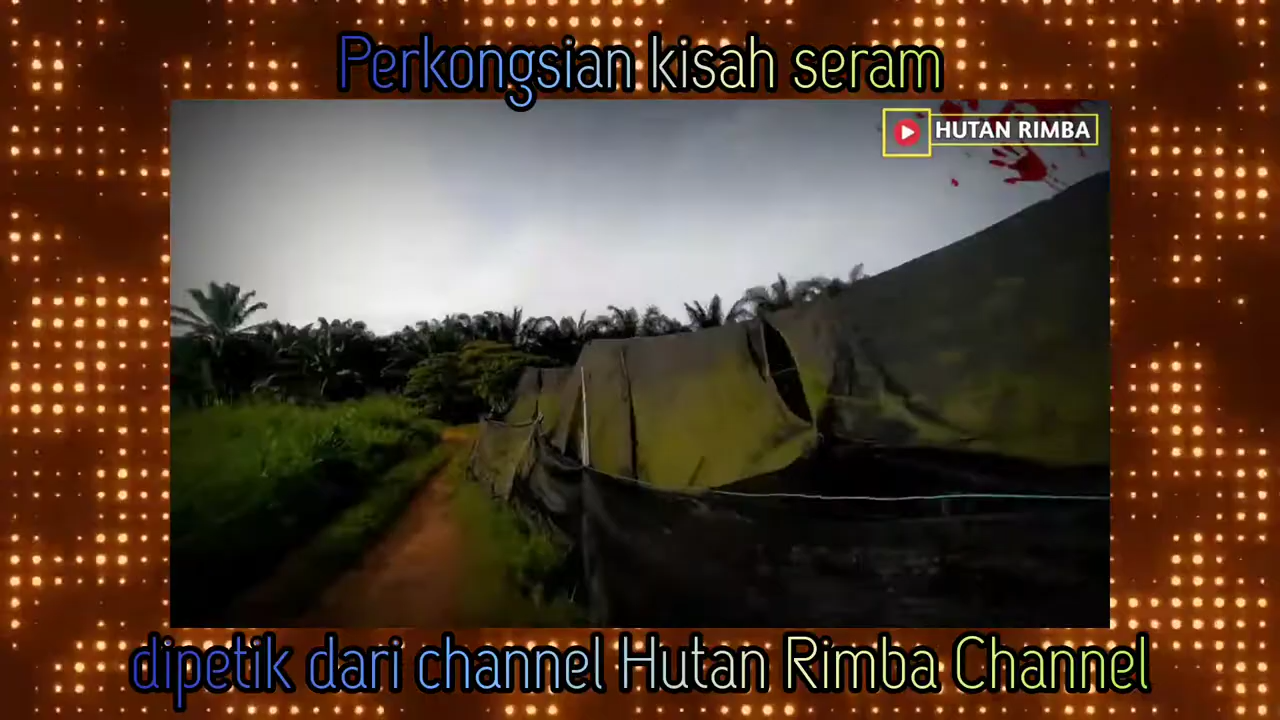 Perkongsian kisah seram
HUTAN RIMBA
dipetik dari channel Hutan Rimba Channel